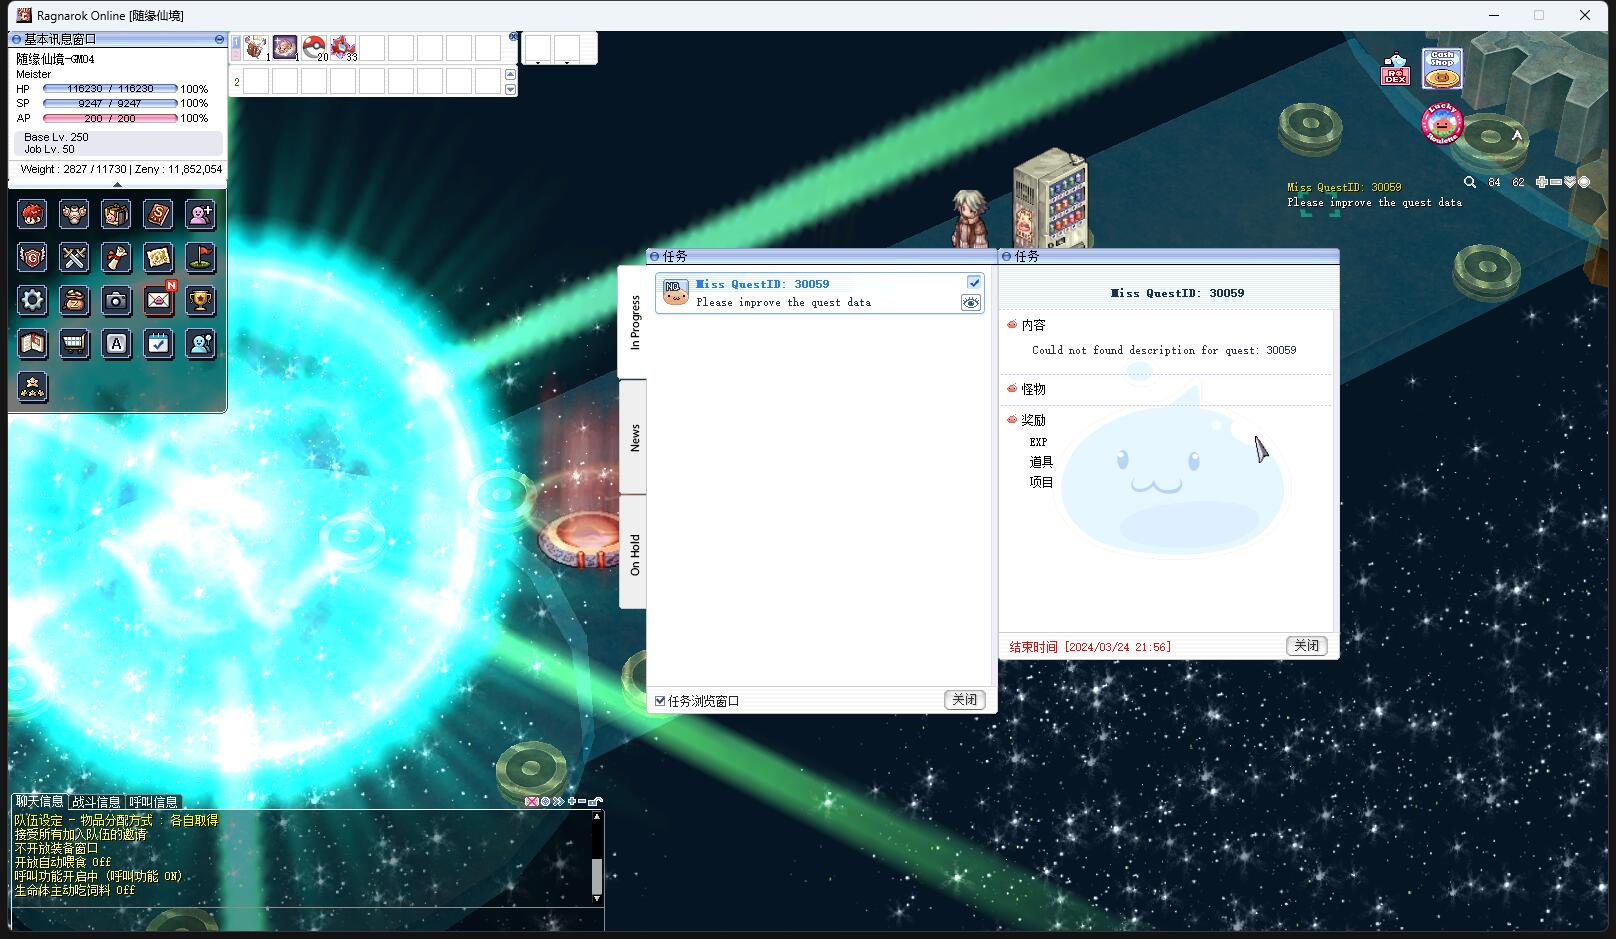 Ragnarok Online [随缘仙境]
基本讯息窗口
随缘仙境-GM04
Meister
HP 116230 / 116230 100%
SP 9247 / 9247 100%
AP 200 / 200 100%
Base Lv. 250
Job Lv. 50
Weight : 2827 / 11730 | Zeny : 11,852,054
1
1
1
20
33
2
RODEX
Cash Shop
Lucky Roulette
A
84 62
Miss QuestID: 30059
Please improve the quest data
N
A
任务
In Progress
News
On Hold
NO
Miss QuestID: 30059
Please improve the quest data
任务浏览窗口
关闭
任务
Miss QuestID: 30059
内容
Could not found description for quest: 30059
怪物
奖励
EXP
道具
项目
结束时间 [2024/03/24 21:56]
关闭
聊天信息 战斗信息 呼叫信息
队伍设定 - 物品分配方式 : 各自取得
接受所有加入队伍的邀请
不开放装备窗口
开放自动喂食 Off
呼叫功能开启中 (呼叫功能 ON)
生命体主动吃饲料 Off